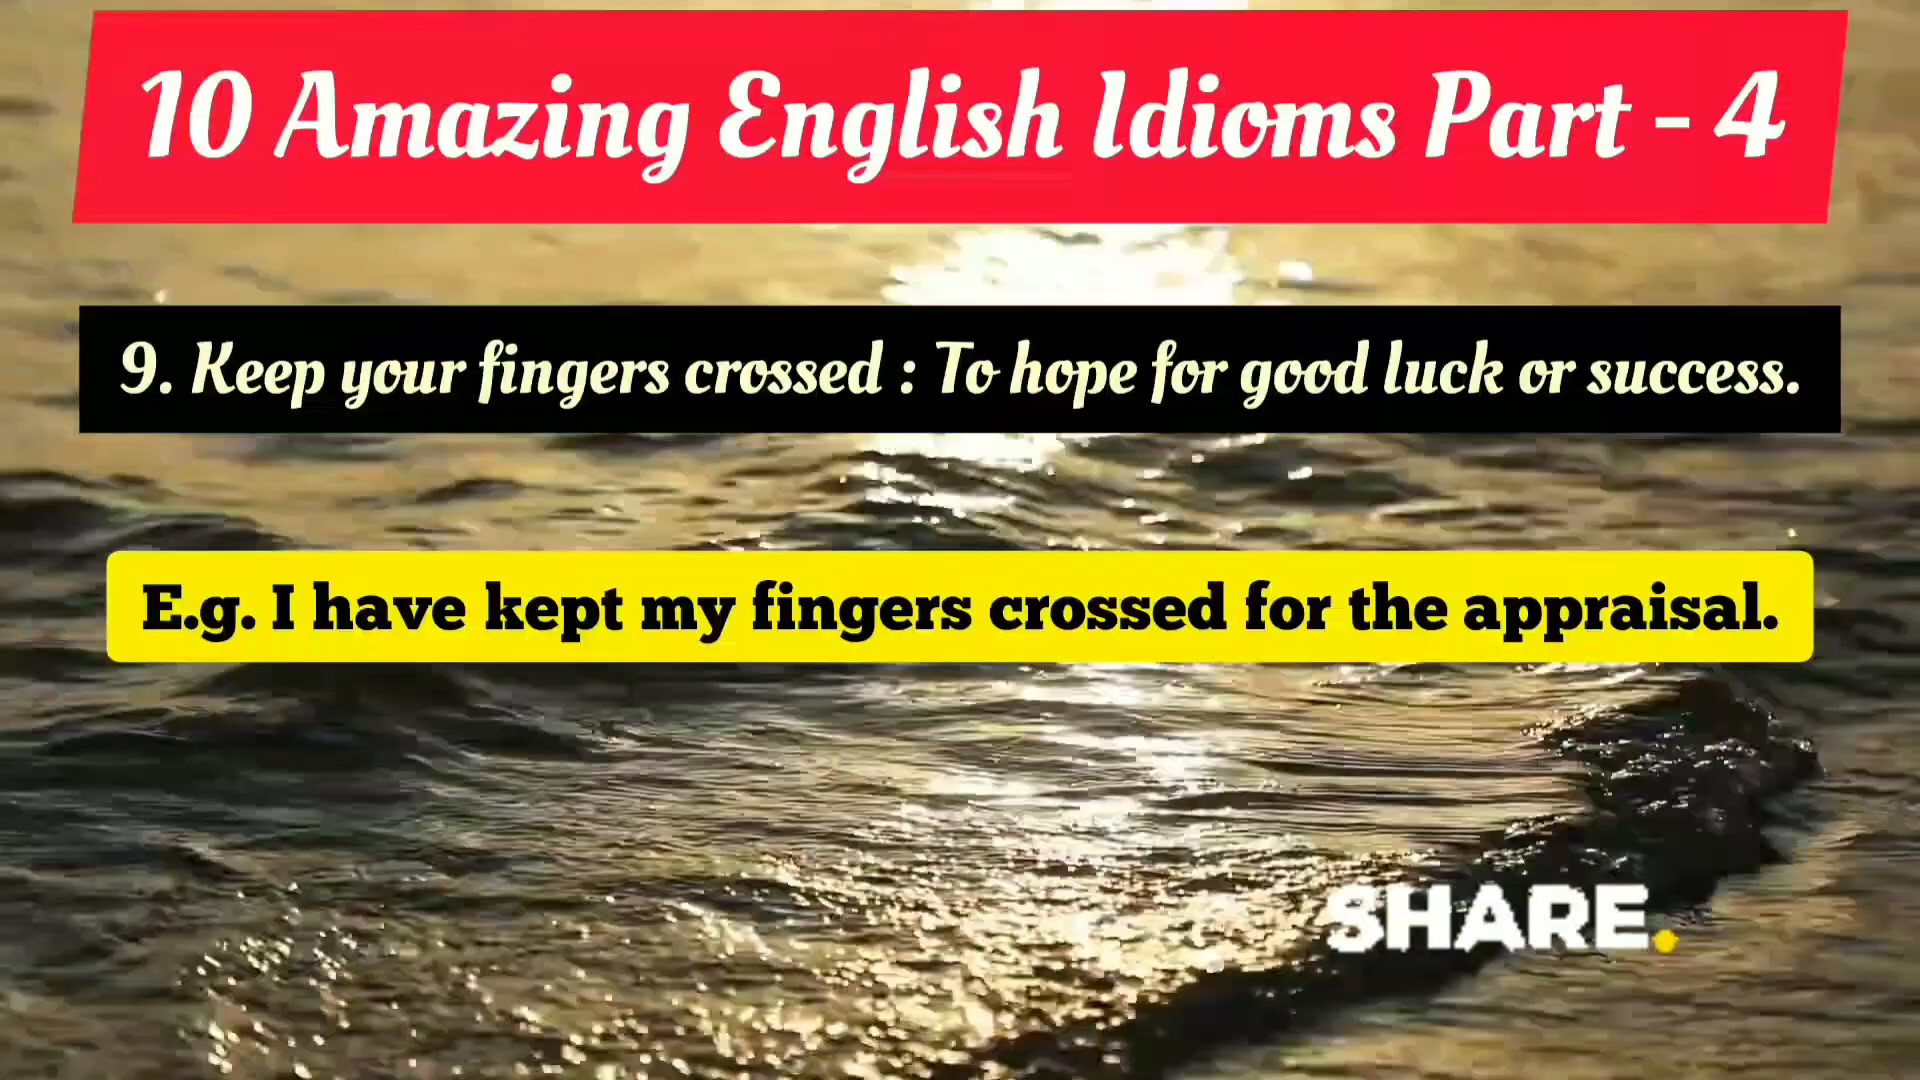 10 Amazing English Idioms Part - 4
9. Keep your fingers crossed : To hope for good luck or success.
E.g. I have kept my fingers crossed for the appraisal.
SHARE.